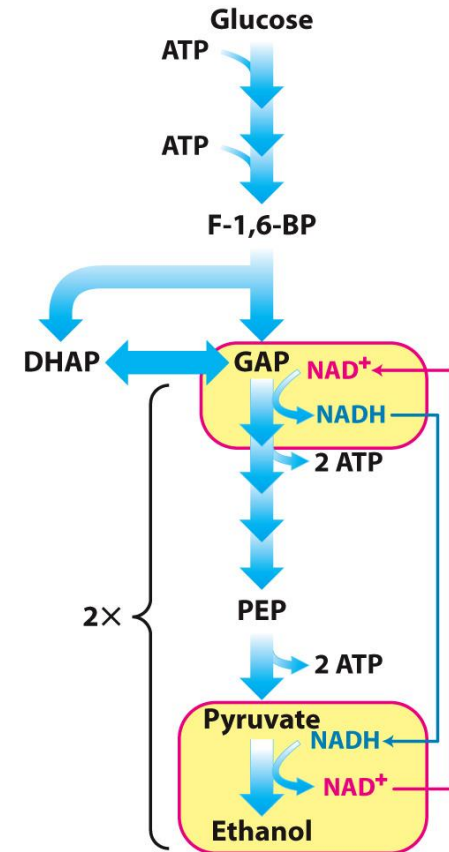 Glucose
ATP
ATP
F-1,6-BP
DHAP
GAP
NAD⁺
NADH
2 ATP
2×
PEP
2 ATP
Pyruvate
NADH
NAD⁺
Ethanol